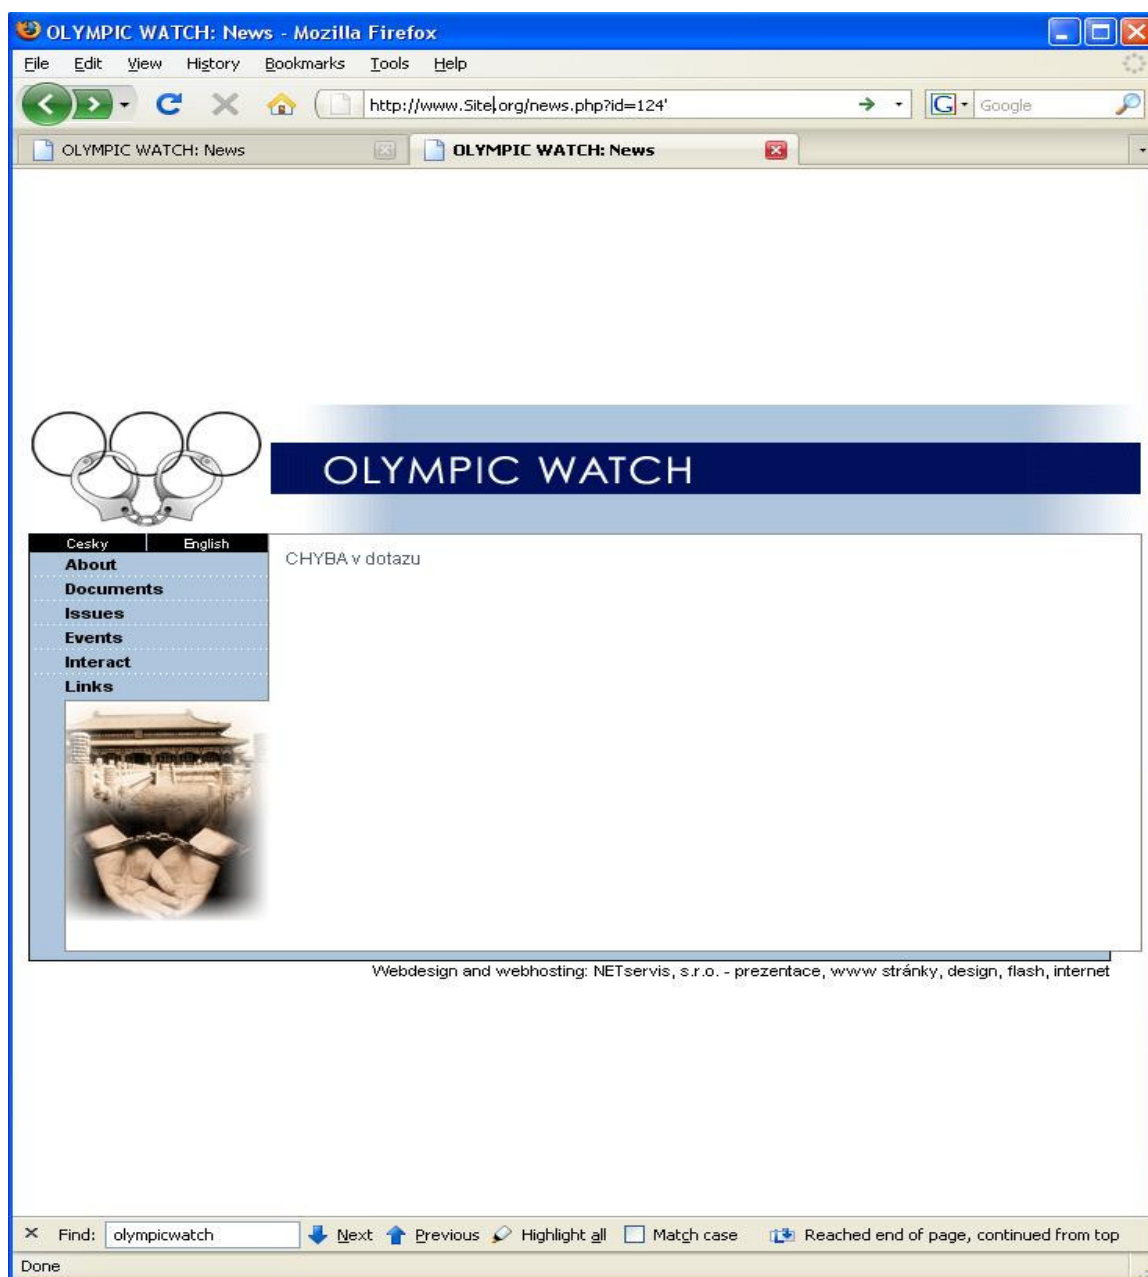 OLYMPIC WATCH: News - Mozilla Firefox
File Edit View History Bookmarks Tools Help
http://www.Site.org/news.php?id=124' G Google
OLYMPIC WATCH: News OLYMPIC WATCH: News
OLYMPIC WATCH
Cesky English
CHYBA v dotazu
About
Documents
Issues
Events
Interact
Links
Webdesign and webhosting: NETservis, s.r.o. - prezentace, www stránky, design, flash, internet
Find: olympicwatch Next Previous Highlight all Match case Reached end of page, continued from top
Done